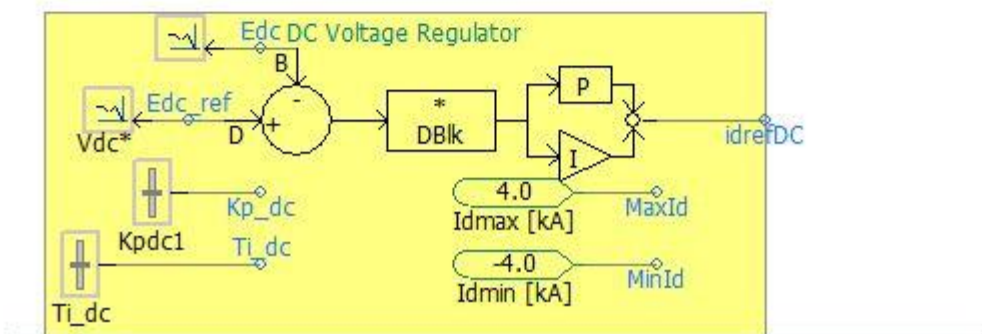 Edc DC Voltage Regulator
B
-
Edc_ref
D
+
*
DBlk
P
I
idrefDC
Vdc*
Kp_dc
Kpdc1
4.0
MaxId
Idmax [kA]
Ti_dc
-4.0
MinId
Idmin [kA]
Ti_dc